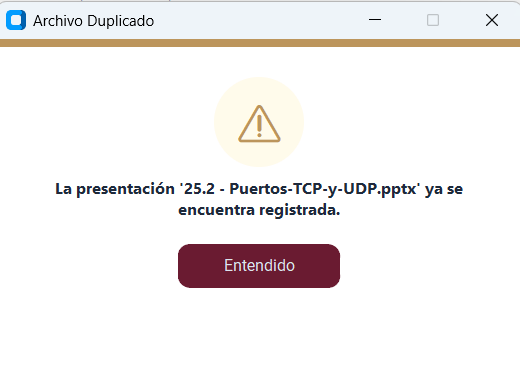 Archivo Duplicado
La presentación '25.2 - Puertos-TCP-y-UDP.pptx' ya se
encuentra registrada.
Entendido